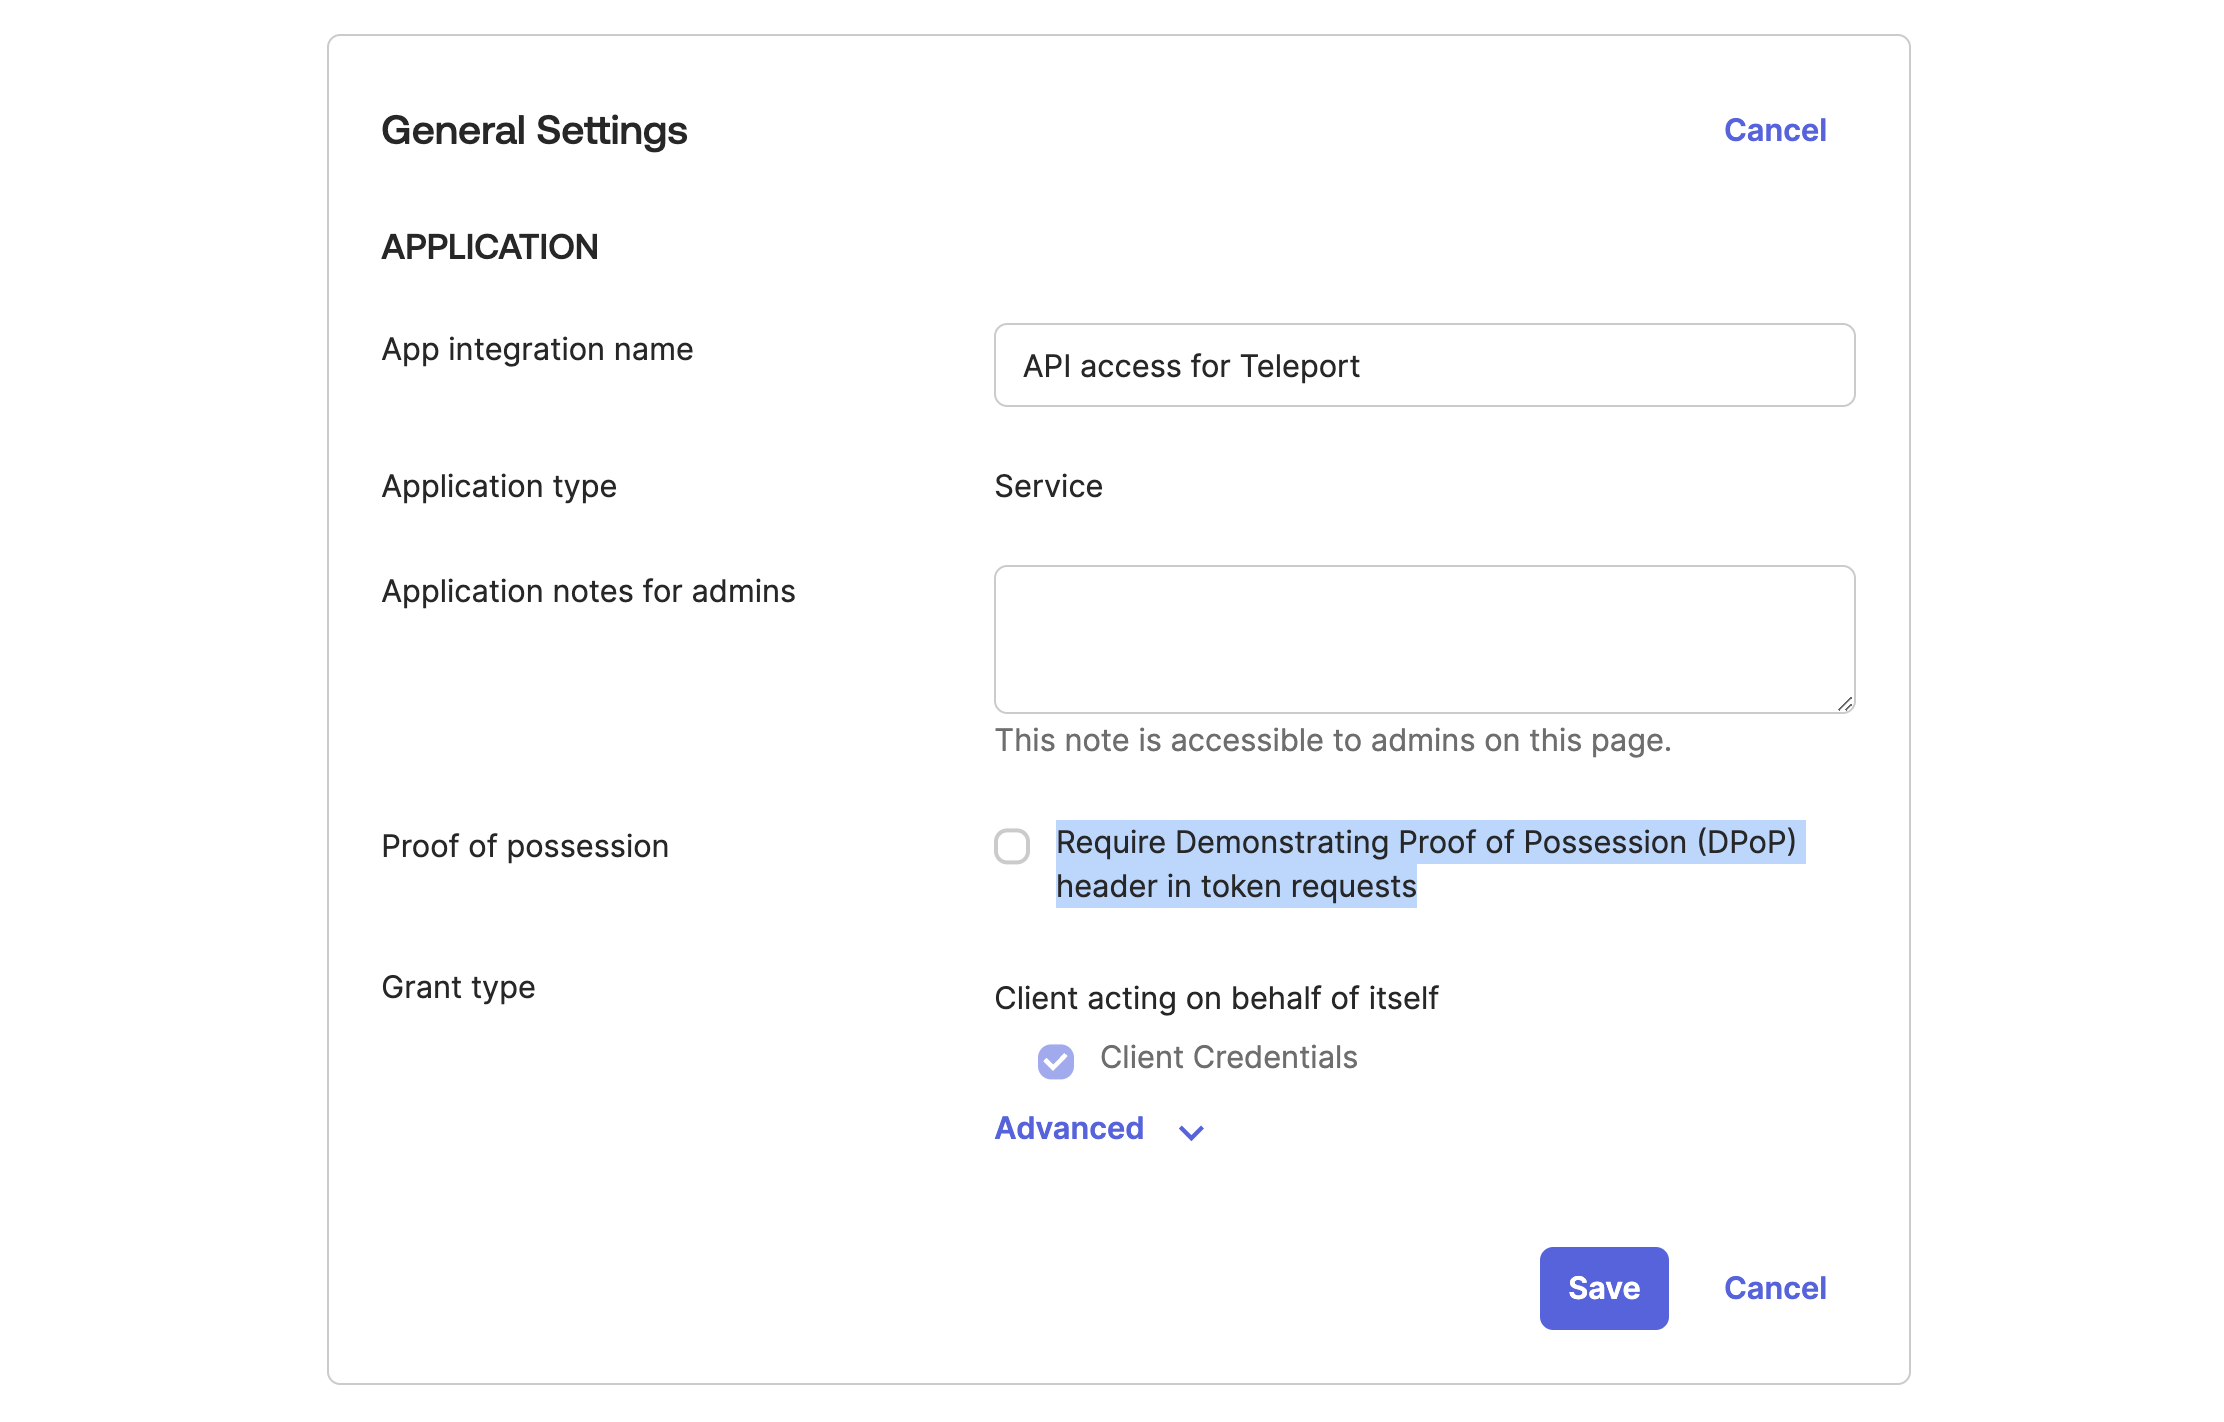 General Settings
Cancel
APPLICATION
App integration name
API access for Teleport
Application type
Service
Application notes for admins
This note is accessible to admins on this page.
Proof of possession
Require Demonstrating Proof of Possession (DPoP)
header in token requests
Grant type
Client acting on behalf of itself
Client Credentials
Advanced
Save
Cancel